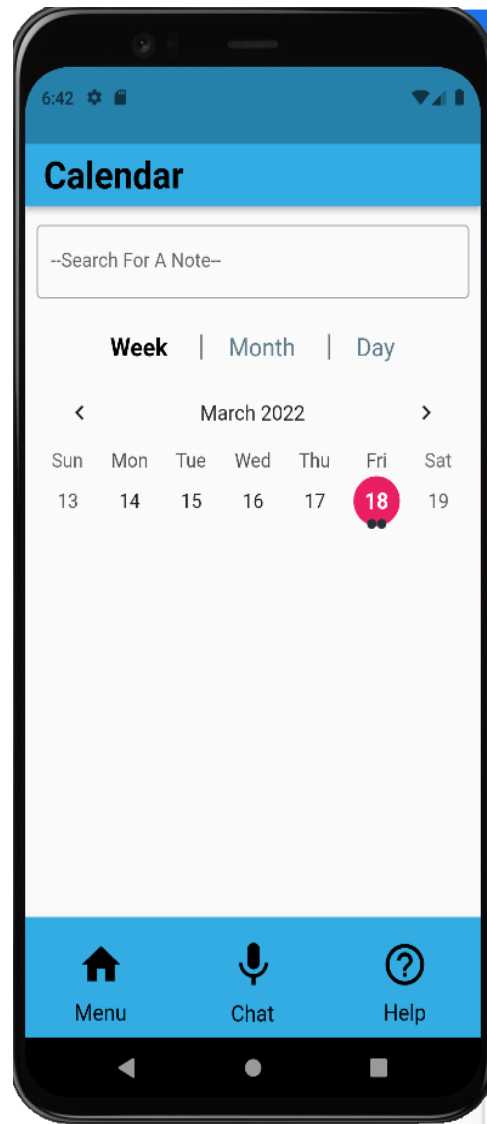 6:42
Calendar
--Search For A Note--
Week | Month | Day
< March 2022 >
Sun Mon Tue Wed Thu Fri Sat
13 14 15 16 17 18 19
Menu Chat Help